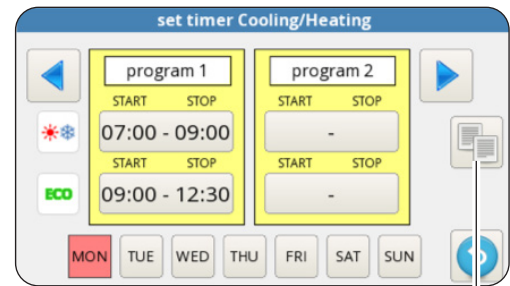 set timer Cooling/Heating
program 1 program 2
START STOP START STOP
07:00 - 09:00 -
START STOP START STOP
ECO 09:00 - 12:30 -
MON TUE WED THU FRI SAT SUN